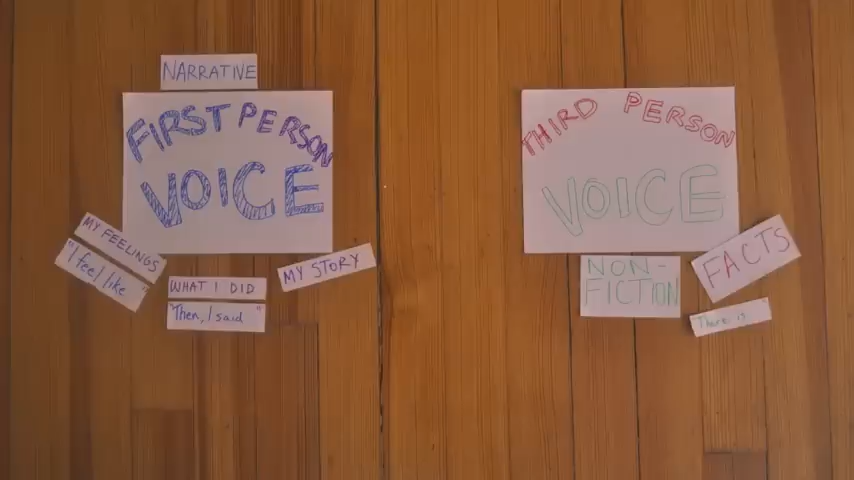 NARRATIVE
FIRST PERSON
VOICE
MY FEELINGS
"I feel like "
WHAT I DID
"Then, I said "
MY STORY
THIRD PERSON
VOICE
NON-
FICTION
FACTS
"There is "